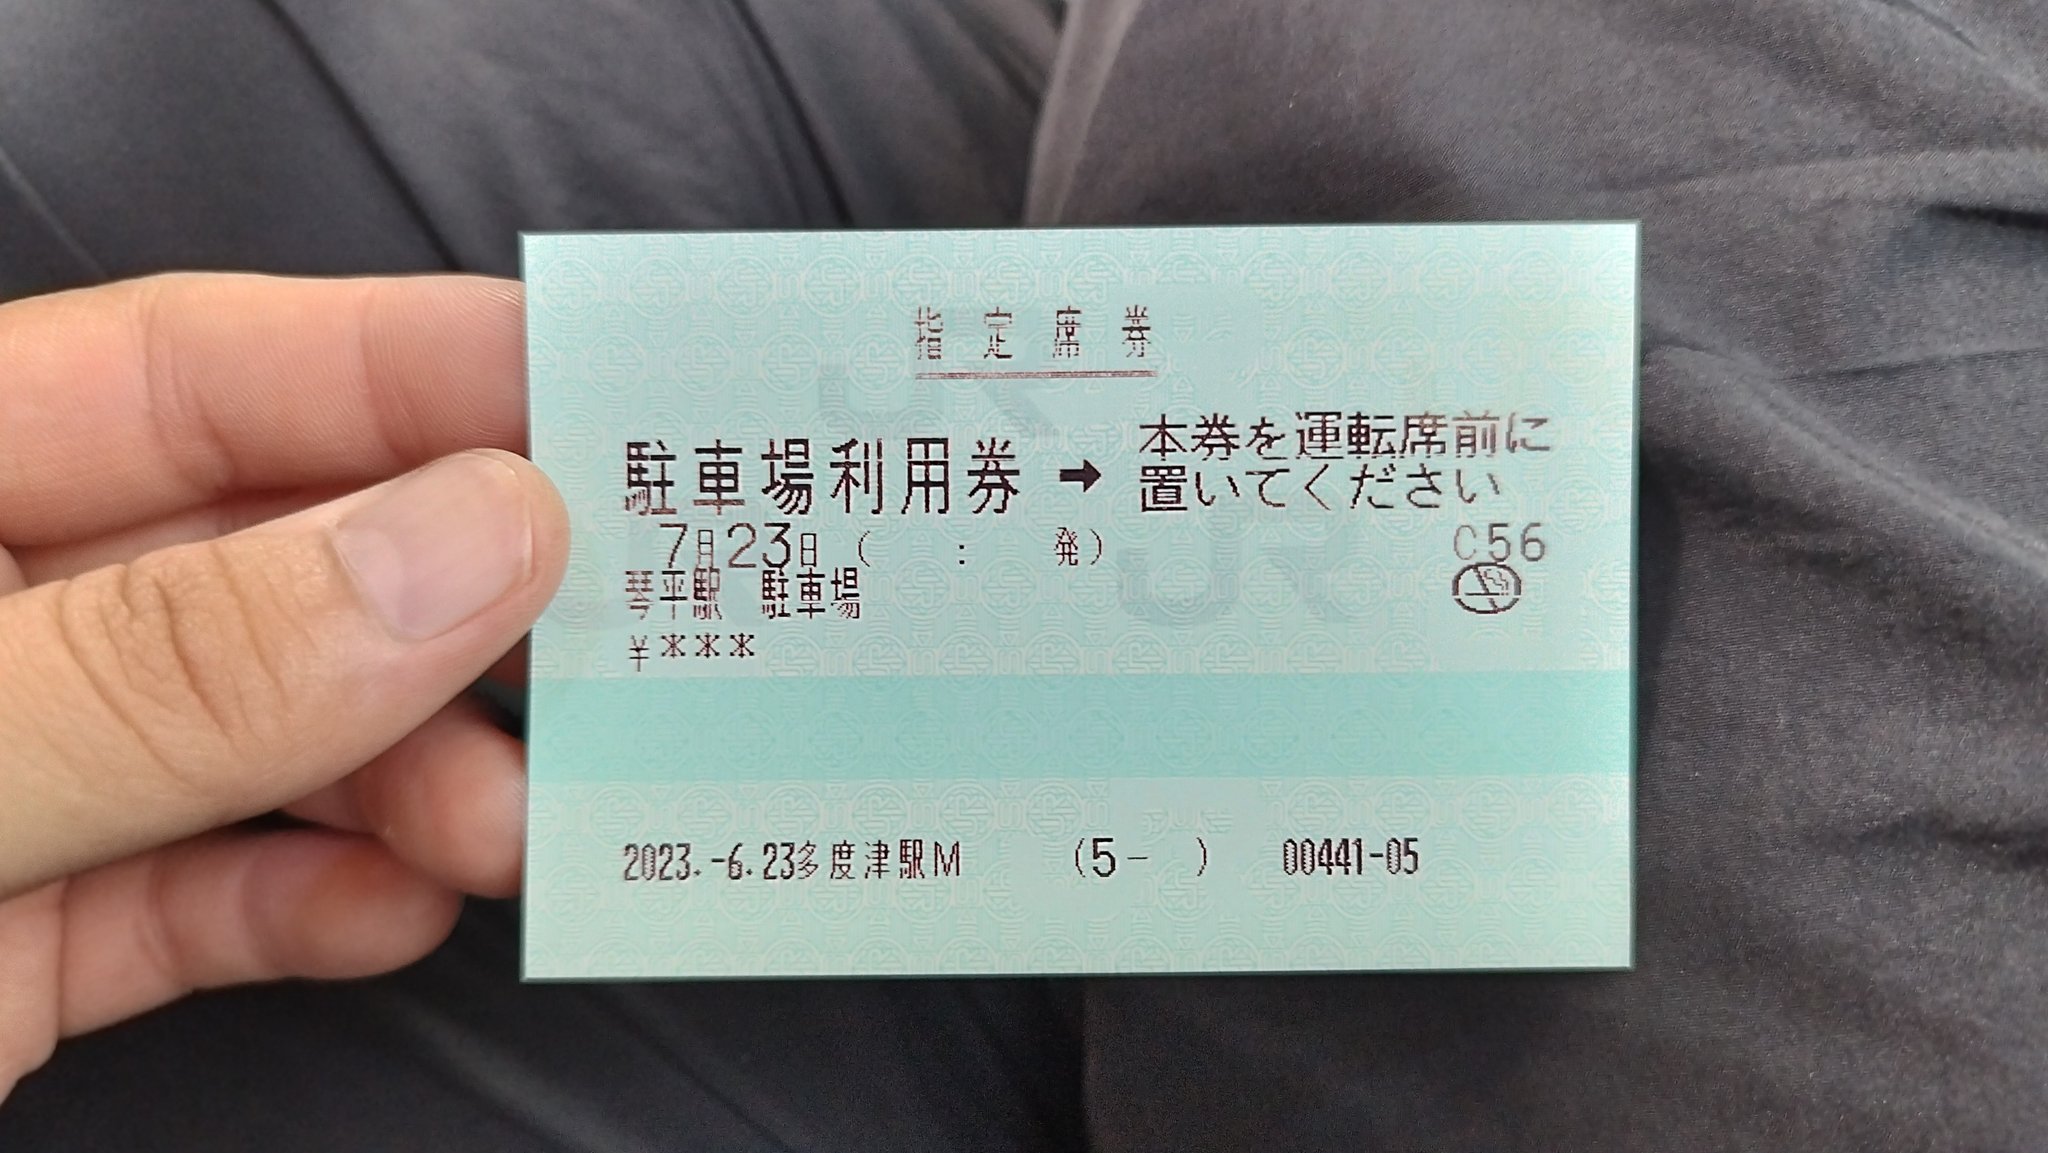 指定席券
駐車場利用券 ➡ 本券を運転席前に
置いてください
7月23日 ( : 発) C56
琴平駅 駐車場
¥***
2023.-6.23多度津駅M (5- ) 00441-05